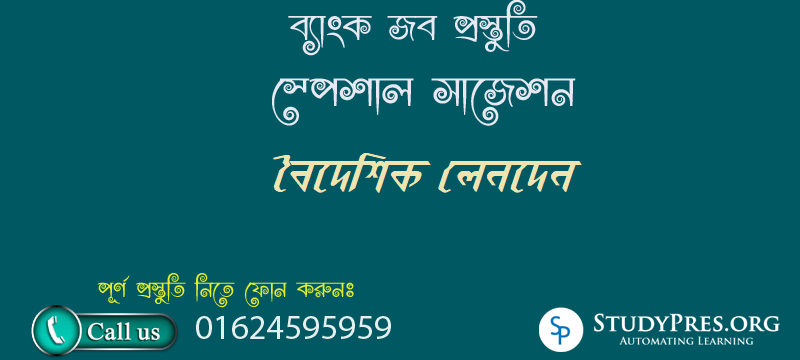 ব্যাংক জব প্রস্তুতি
স্পেশাল সাজেশন
বৈদেশিক লেনদেন
পূর্ণ প্রস্তুতি নিতে ফোন করুনঃ
Call us 01624595959
SP STUDYPRES.ORG
AUTOMATING LEARNING